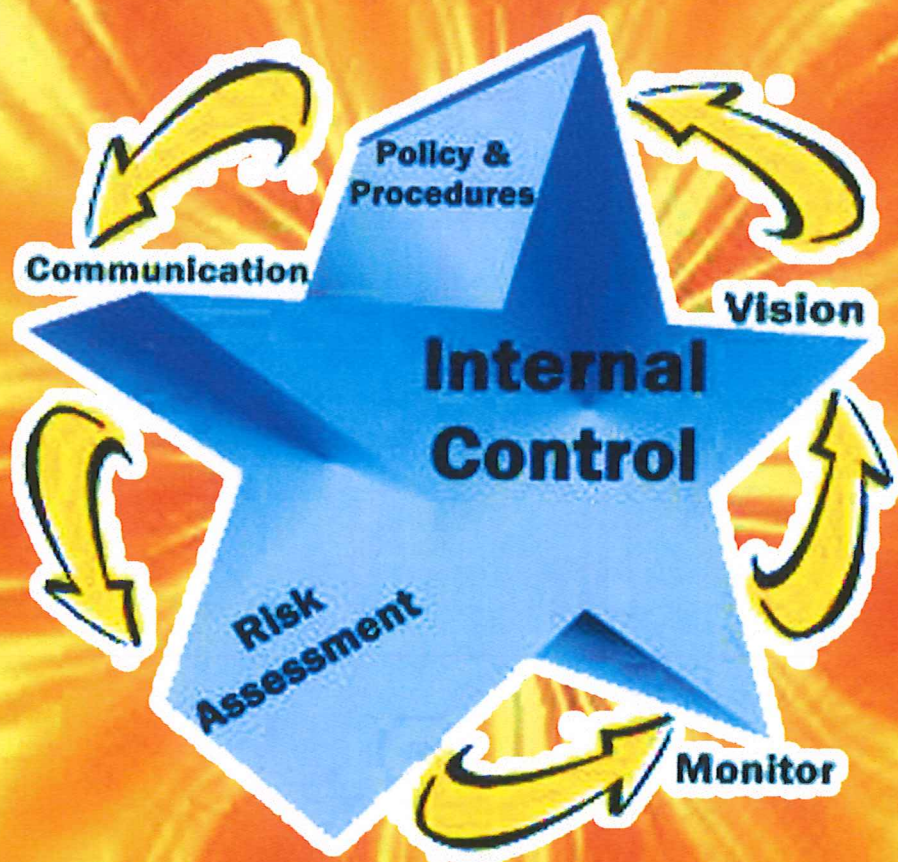 Policy &
Procedures
Communication
Vision
Internal
Control
Risk
Assessment
Monitor